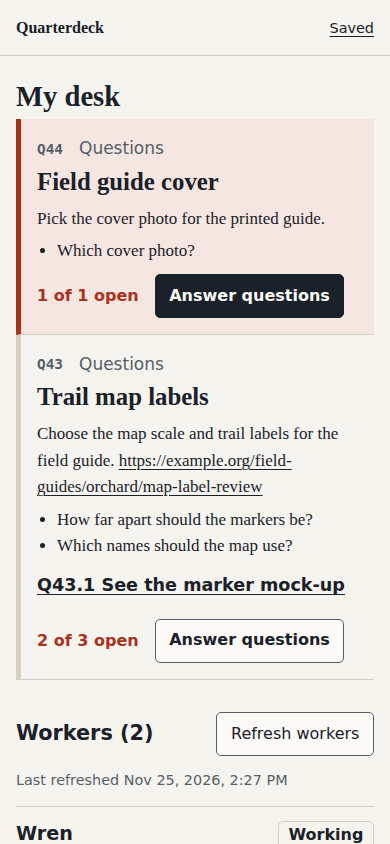 Quarterdeck
Saved
My desk
Q44 Questions
Field guide cover
Pick the cover photo for the printed guide.
• Which cover photo?
1 of 1 open
Answer questions
Q43 Questions
Trail map labels
Choose the map scale and trail labels for the
field guide. https://example.org/field-
guides/orchard/map-label-review
• How far apart should the markers be?
• Which names should the map use?
Q43.1 See the marker mock-up
2 of 3 open
Answer questions
Workers (2)
Refresh workers
Last refreshed Nov 25, 2026, 2:27 PM
Wren
Working